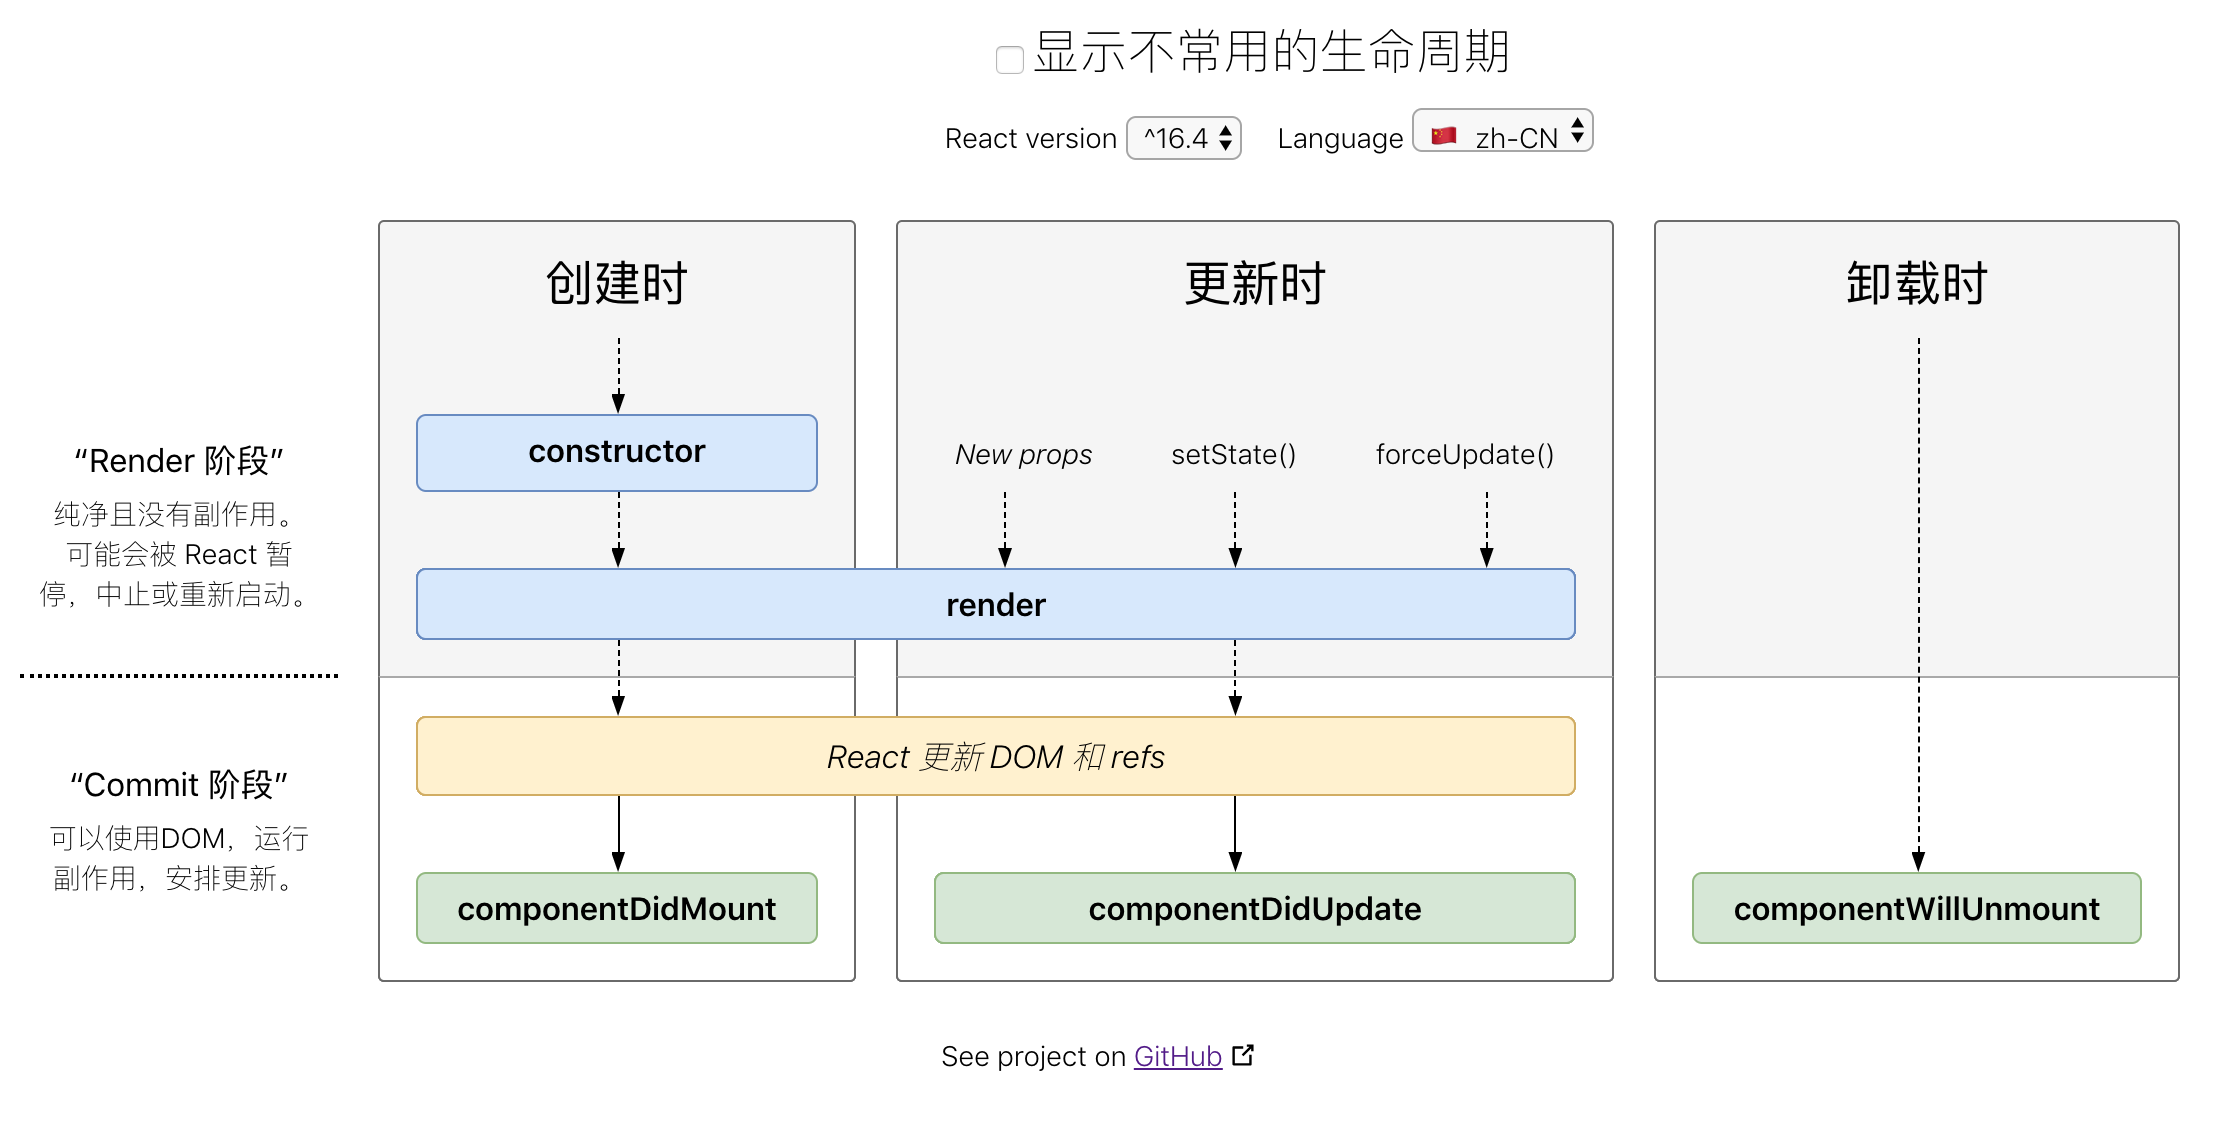 显示不常用的生命周期
React version ^16.4 Language 🇨🇳 zh-CN
创建时
更新时
卸载时
“Render 阶段”
纯净且没有副作用。
可能会被 React 暂
停，中止或重新启动。
constructor
New props
setState()
forceUpdate()
render
“Commit 阶段”
可以使用DOM，运行
副作用，安排更新。
React 更新 DOM 和 refs
componentDidMount
componentDidUpdate
componentWillUnmount
See project on GitHub